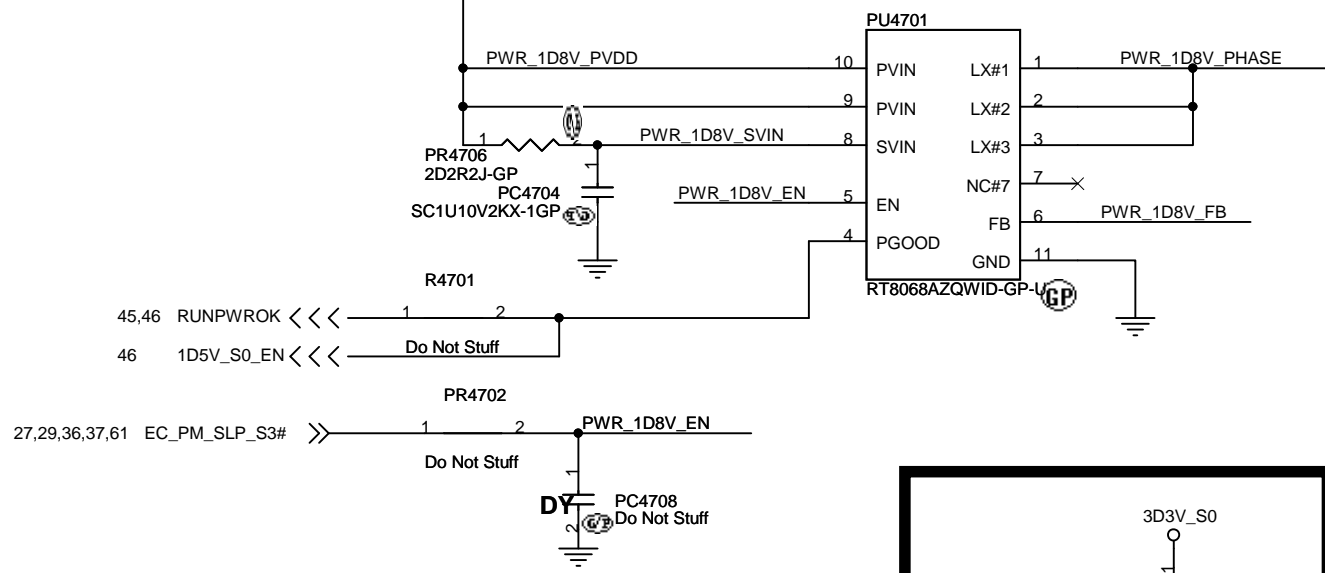 PU4701
PWR_1D8V_PVDD 10 PVIN LX#1 1 PWR_1D8V_PHASE
9 PVIN LX#2 2
1 2 PWR_1D8V_SVIN 8 SVIN LX#3 3
PR4706
2D2R2J-GP
1
PC4704
SC1U10V2KX-1GP
NC#7 7
PWR_1D8V_EN 5 EN
FB 6 PWR_1D8V_FB
4 PGOOD
GND 11
RT8068AZQWID-GP-U
GP
R4701
45,46 RUNPWROK 1 2
46 1D5V_S0_EN Do Not Stuff
PR4702
27,29,36,37,61 EC_PM_SLP_S3# 1 2 PWR_1D8V_EN
Do Not Stuff
1
DY PC4708
2 Do Not Stuff
3D3V_S0
1